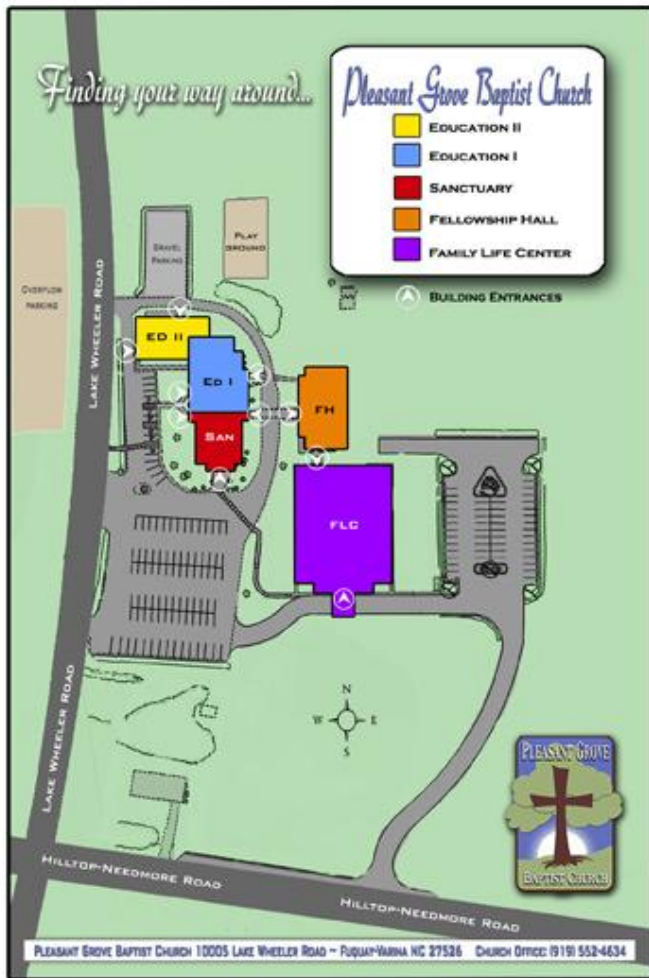 Finding your way around...
Pleasant Grove Baptist Church
EDUCATION II
EDUCATION I
SANCTUARY
FELLOWSHIP HALL
FAMILY LIFE CENTER
BUILDING ENTRANCES
GRAVEL
PARKING
PLAY
GROUND
OVERFLOW
PARKING
LAKE WHEELER ROAD
ED II
ED I
SAN
FH
FLC
N
W
E
S
LAKE WHEELER ROAD
PLEASANT GROVE
BAPTIST CHURCH
HILLTOP-NEEDMORE ROAD
HILLTOP-NEEDMORE ROAD
PLEASANT GROVE BAPTIST CHURCH 10005 LAKE WHEELER ROAD ~ FUQUAY-VARINA NC 27526 CHURCH OFFICE: (919) 552-4634